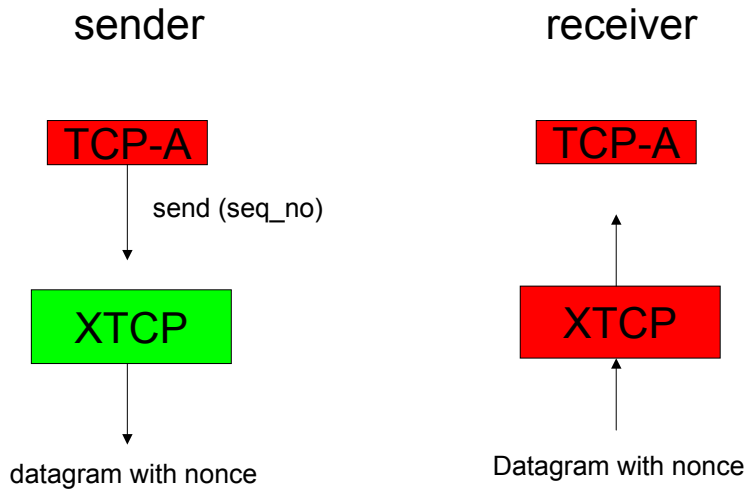 sender
receiver
TCP-A
TCP-A
send (seq_no)
XTCP
XTCP
datagram with nonce
Datagram with nonce